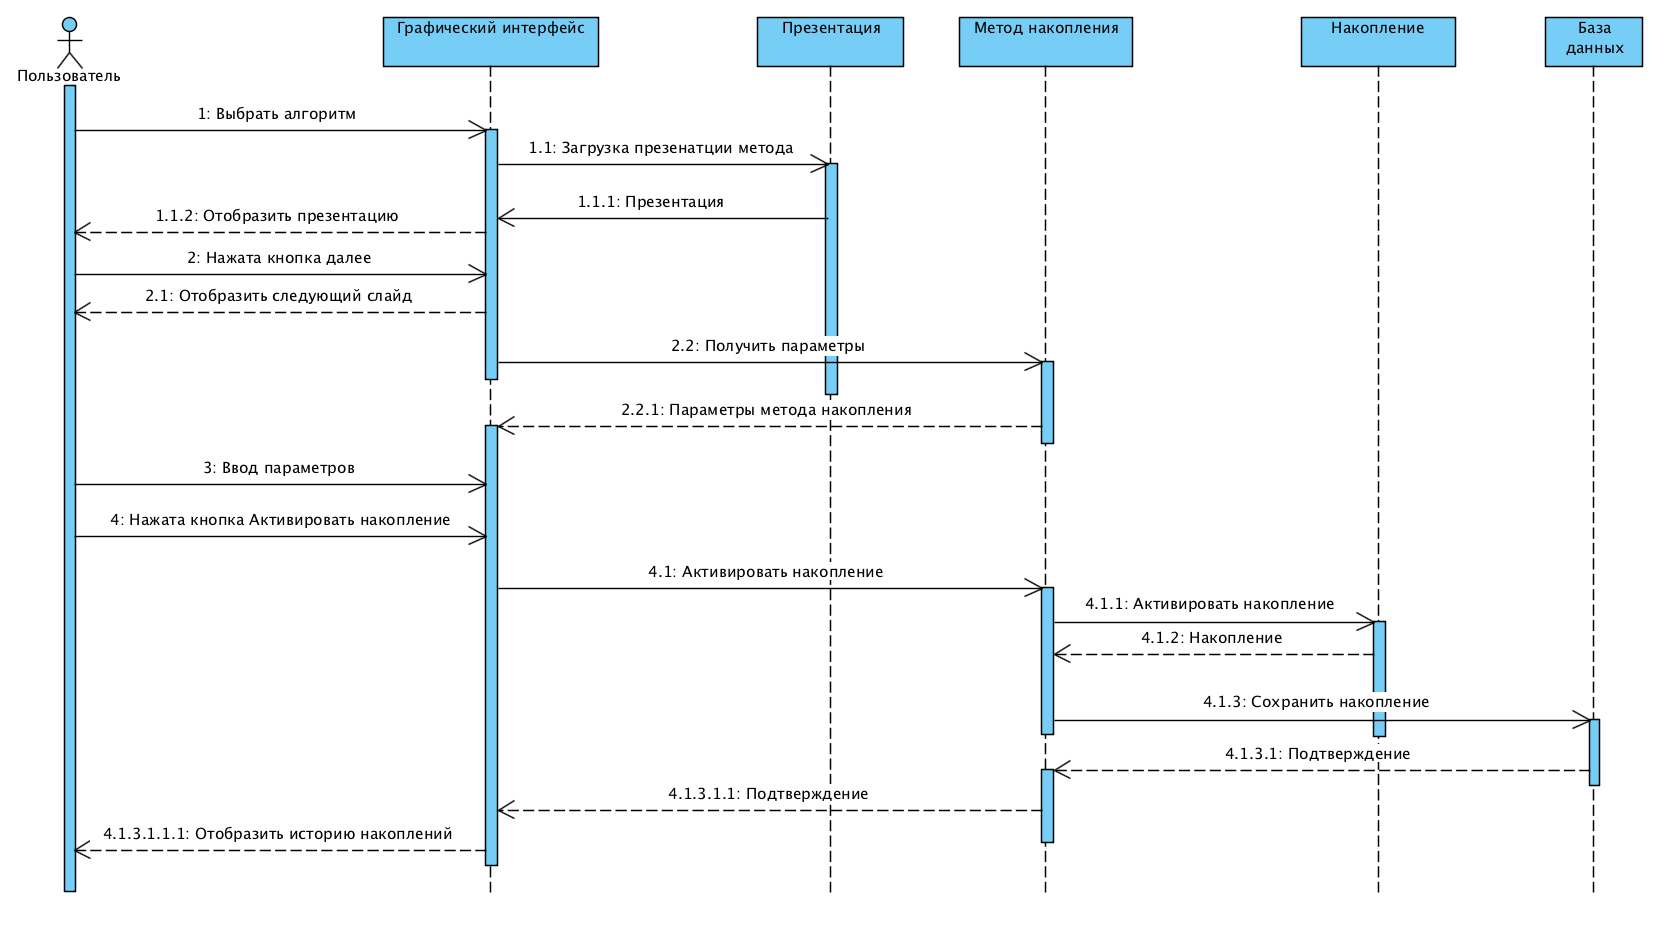 Пользователь
Графический интерфейс
Презентация
Метод накопления
Накопление
База
данных
1: Выбрать алгоритм
1.1: Загрузка презенатции метода
1.1.1: Презентация
1.1.2: Отобразить презентацию
2: Нажата кнопка далее
2.1: Отобразить следующий слайд
2.2: Получить параметры
2.2.1: Параметры метода накопления
3: Ввод параметров
4: Нажата кнопка Активировать накопление
4.1: Активировать накопление
4.1.1: Активировать накопление
4.1.2: Накопление
4.1.3: Сохранить накопление
4.1.3.1: Подтверждение
4.1.3.1.1: Подтверждение
4.1.3.1.1.1: Отобразить историю накоплений